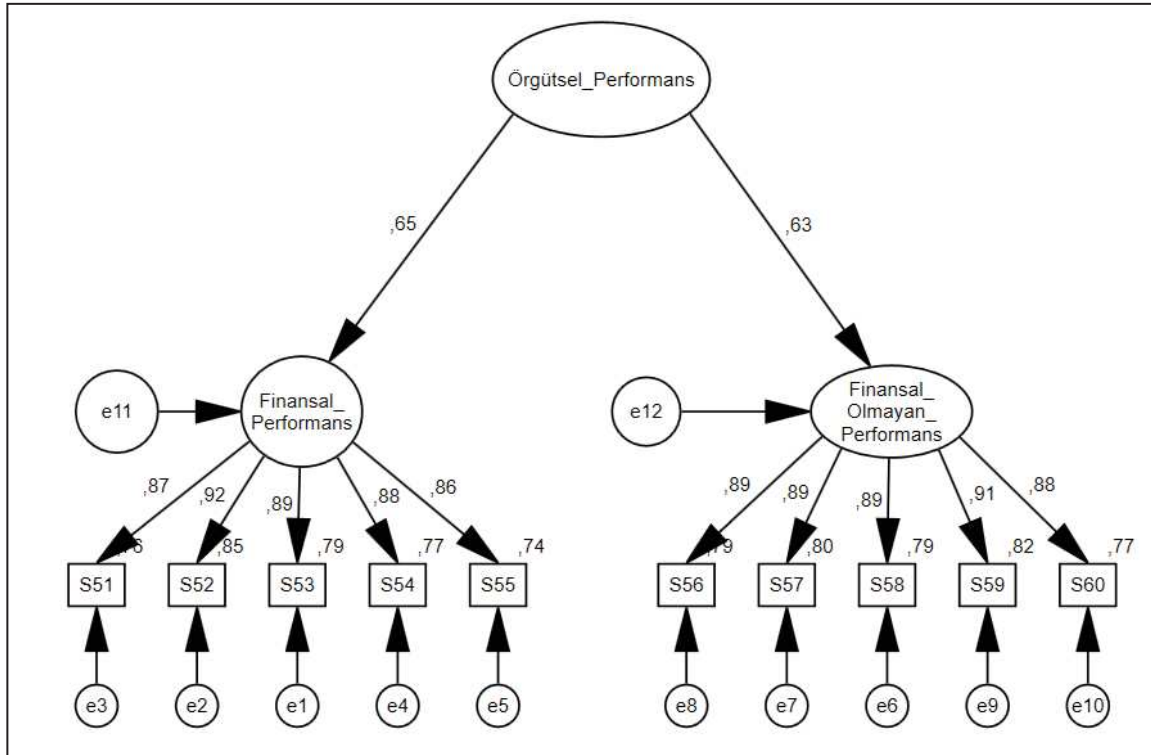 Örgütsel_Performans
,65
,63
e11
Finansal_
Performans
e12
Finansal_
Olmayan_
Performans
,87
,92
,89
,88
,86
,89
,89
,89
,91
,88
,76
,85
,79
,77
,74
,79
,80
,79
,82
,77
S51
S52
S53
S54
S55
S56
S57
S58
S59
S60
e3
e2
e1
e4
e5
e8
e7
e6
e9
e10